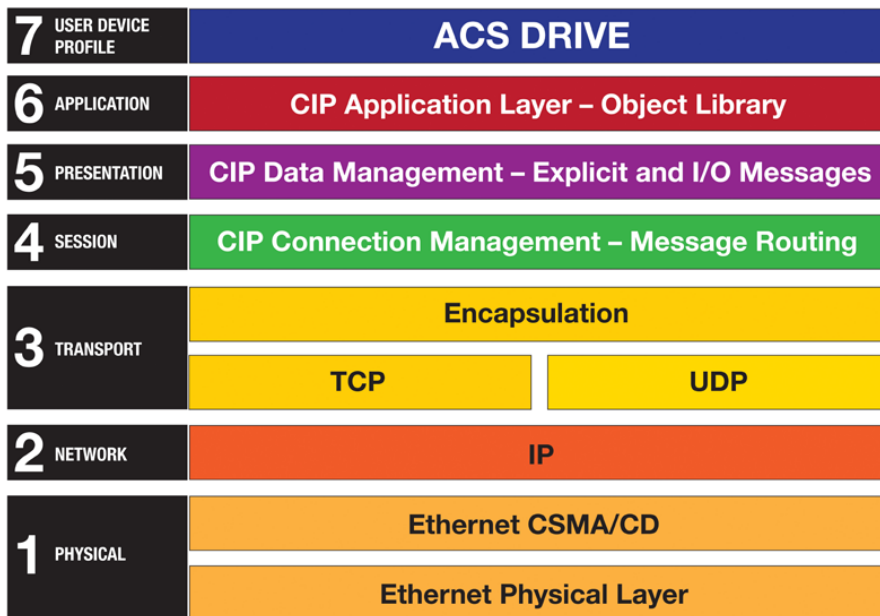 7 USER DEVICE
PROFILE
ACS DRIVE
6 APPLICATION
CIP Application Layer – Object Library
5 PRESENTATION
CIP Data Management – Explicit and I/O Messages
4 SESSION
CIP Connection Management – Message Routing
3 TRANSPORT
Encapsulation
TCP
UDP
2 NETWORK
IP
1 PHYSICAL
Ethernet CSMA/CD
Ethernet Physical Layer